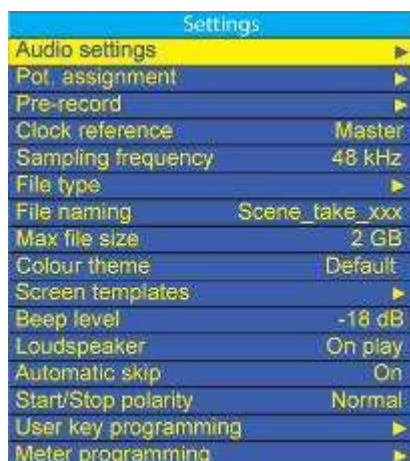 Settings
Audio settings
Pot. assignment
Pre-record
Clock reference Master
Sampling frequency 48 kHz
File type
File naming Scene_take_xxx
Max file size 2 GB
Colour theme Default
Screen templates
Beep level -18 dB
Loudspeaker On play
Automatic skip On
Start/Stop polarity Normal
User key programming
Meter programming